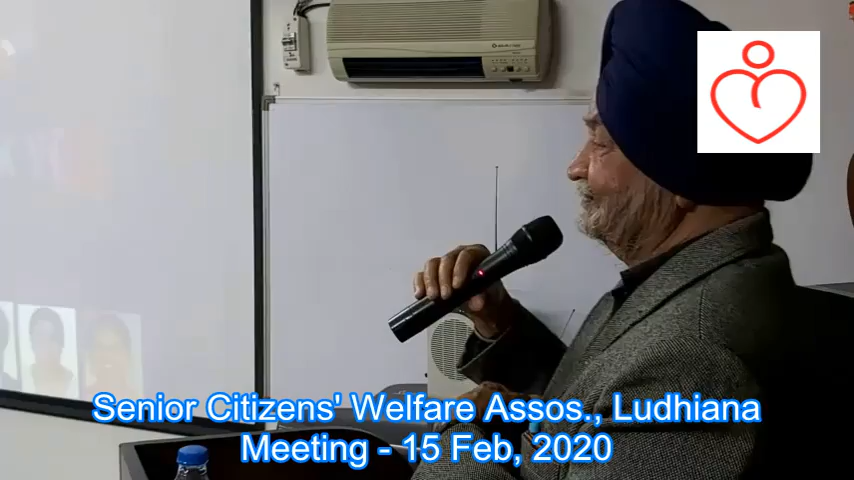 Senior Citizens' Welfare Assos., Ludhiana
Meeting - 15 Feb, 2020